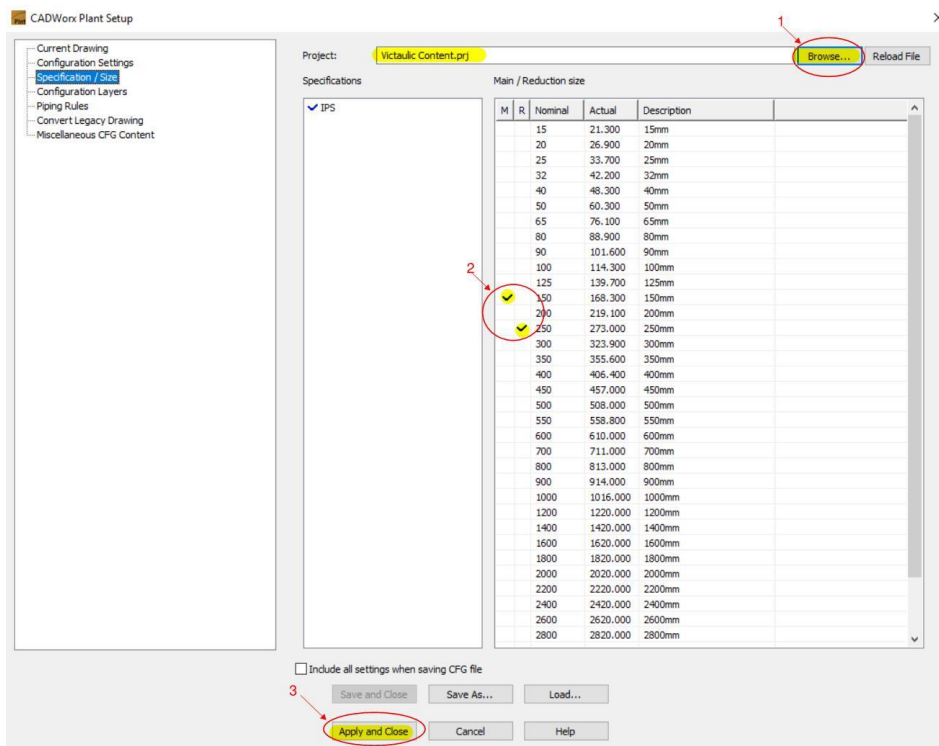 Plant CADWorx Plant Setup
1
Current Drawing
Configuration Settings
Specification / Size
Configuration Layers
Piping Rules
Convert Legacy Drawing
Miscellaneous CFG Content
Project: Victaulic Content.prj Browse... Reload File
Specifications Main / Reduction size
IPS
M R Nominal Actual Description
15 21.300 15mm
20 26.900 20mm
25 33.700 25mm
32 42.200 32mm
40 48.300 40mm
50 60.300 50mm
65 76.100 65mm
80 88.900 80mm
90 101.600 90mm
2
100 114.300 100mm
125 139.700 125mm
150 168.300 150mm
200 219.100 200mm
250 273.000 250mm
300 323.900 300mm
350 355.600 350mm
400 406.400 400mm
450 457.000 450mm
500 508.000 500mm
550 558.800 550mm
600 610.000 600mm
700 711.000 700mm
800 813.000 800mm
900 914.000 900mm
1000 1016.000 1000mm
1200 1220.000 1200mm
1400 1420.000 1400mm
1600 1620.000 1600mm
1800 1820.000 1800mm
2000 2020.000 2000mm
2200 2220.000 2200mm
2400 2420.000 2400mm
2600 2620.000 2600mm
2800 2820.000 2800mm
Include all settings when saving CFG file
3
Save and Close Save As... Load...
Apply and Close Cancel Help